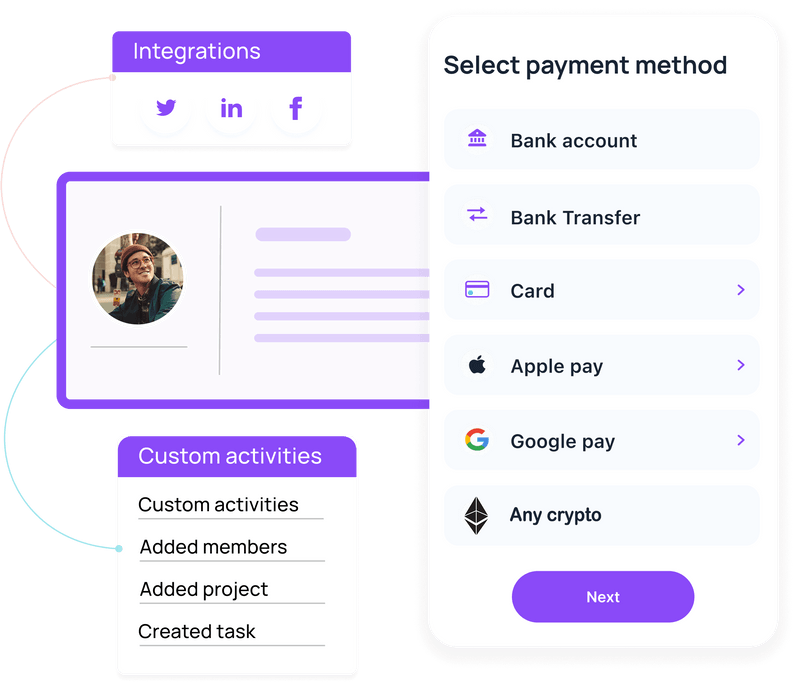 Integrations
in
f
Custom activities
Custom activities
Added members
Added project
Created task
Select payment method
Bank account
Bank Transfer
Card
Apple pay
Google pay
Any crypto
Next